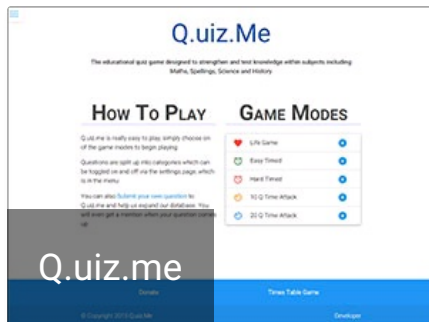 Q.uiz.Me
The educational quiz game designed to strengthen and test knowledge within subjects including
Maths, Spellings, Science and History
How To Play
Q.uiz.me is really easy to play, simply choose on
of the game modes to begin playing
Questions are split up into categories which can
be toggled on and off via the settings page, which
is in the menu
You can also Submit your own question to
Q.uiz.me and help us expand our database. You
will even get a mention when your question comes
up
Game Modes
Life Game
Easy Timed
Hard Timed
10 Q Time Attack
20 Q Time Attack
Q.uiz.me
Donate
Times Table Game
© Copyright 2015 Quiz Me
Developer